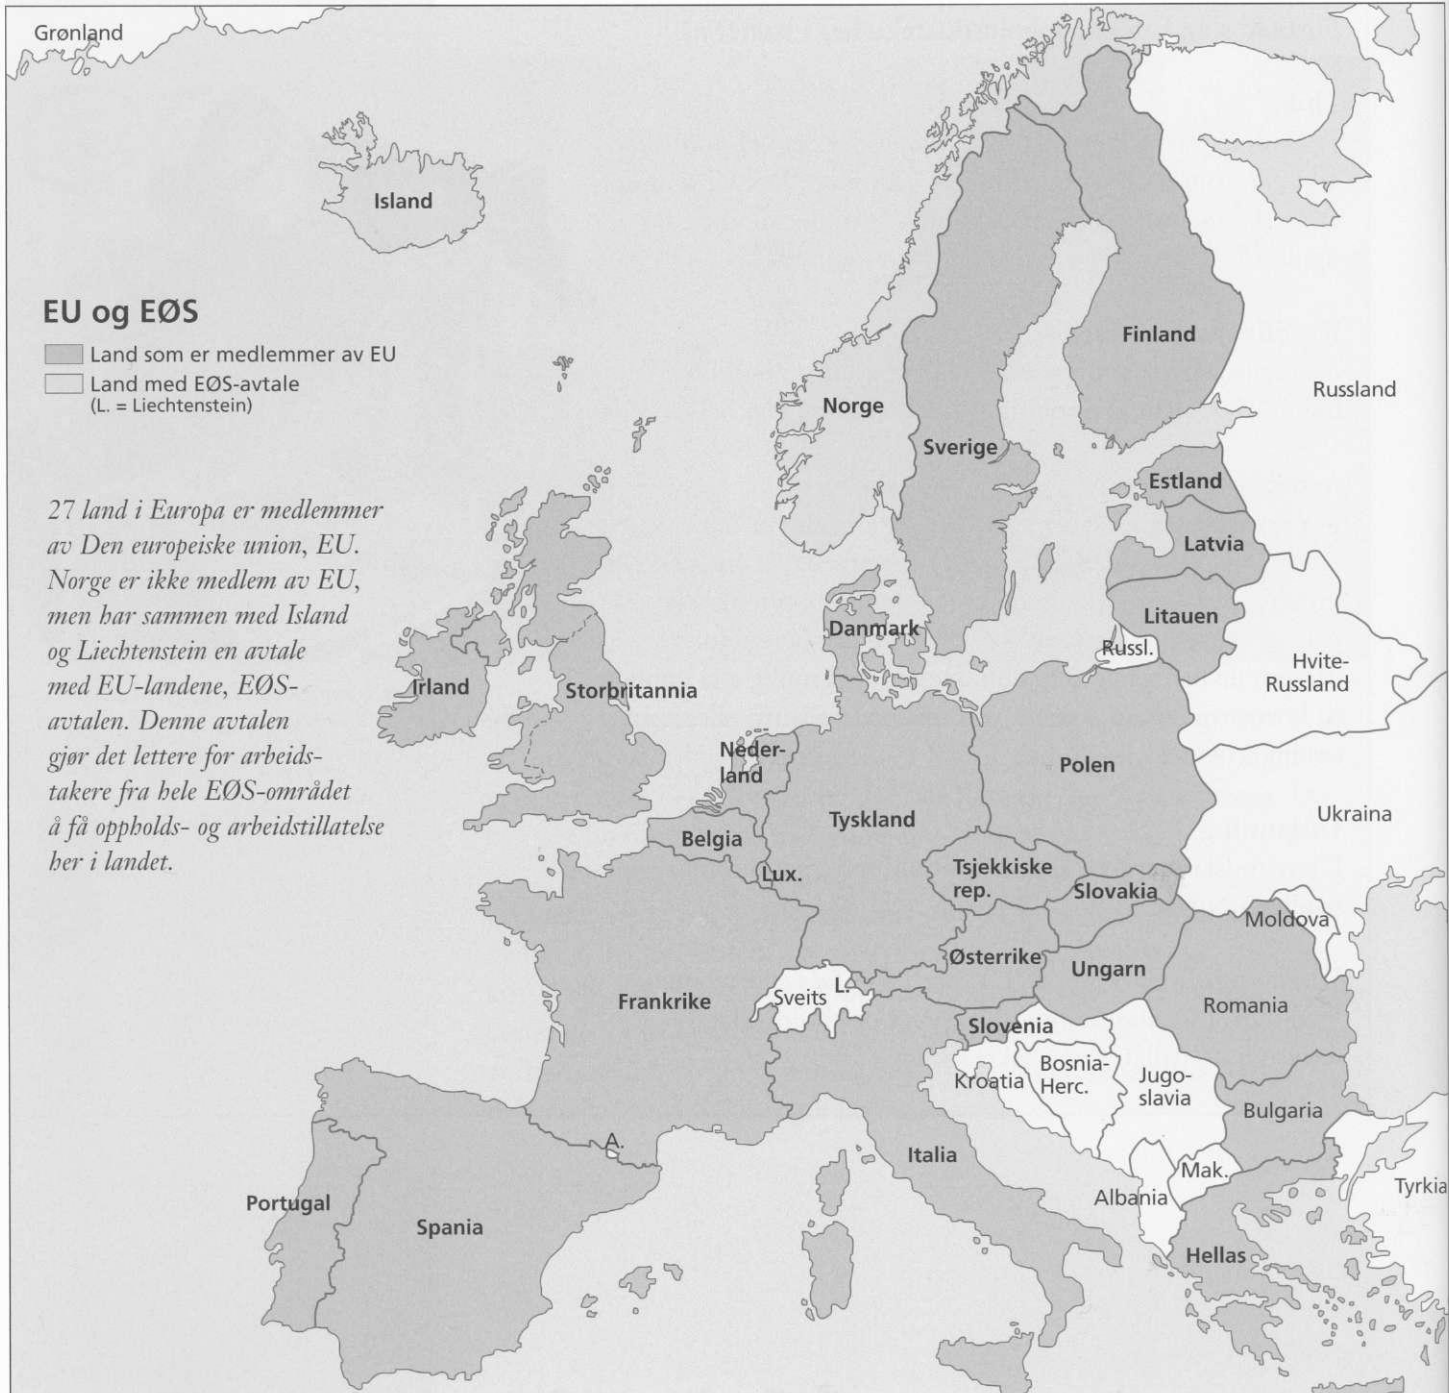 Grønland
Island
EU og EØS
Land som er medlemmer av EU
Land med EØS-avtale
(L. = Liechtenstein)
27 land i Europa er medlemmer
av Den europeiske union, EU.
Norge er ikke medlem av EU,
men har sammen med Island
og Liechtenstein en avtale
med EU-landene, EØS-
avtalen. Denne avtalen
gjør det lettere for arbeids-
takere fra hele EØS-området
å få oppholds- og arbeidstillatelse
her i landet.
Finland
Russland
Norge
Sverige
Estland
Latvia
Litauen
Danmark
Russl.
Hvite-
Russland
Irland
Storbritannia
Neder-
land
Polen
Tyskland
Ukraina
Belgia
Lux.
Tsjekkiske
rep.
Slovakia
Moldova
Østerrike
Ungarn
Frankrike
Sveits
L.
Romania
Slovenia
Kroatia
Bosnia-
Herc.
Jugo-
slavia
Bulgaria
A.
Italia
Mak.
Albania
Tyrkia
Portugal
Spania
Hellas